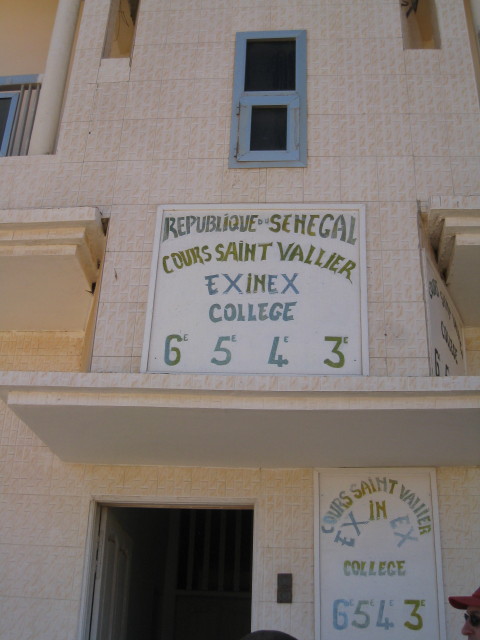 REPUBLIQUE DU SENEGAL
COURS SAINT VALLIER
EXINEX
COLLEGE
6E 5E 4E 3E
COURS SAINT VALLIER
EX IN EX
COLLEGE
6E 5E 4E 3E